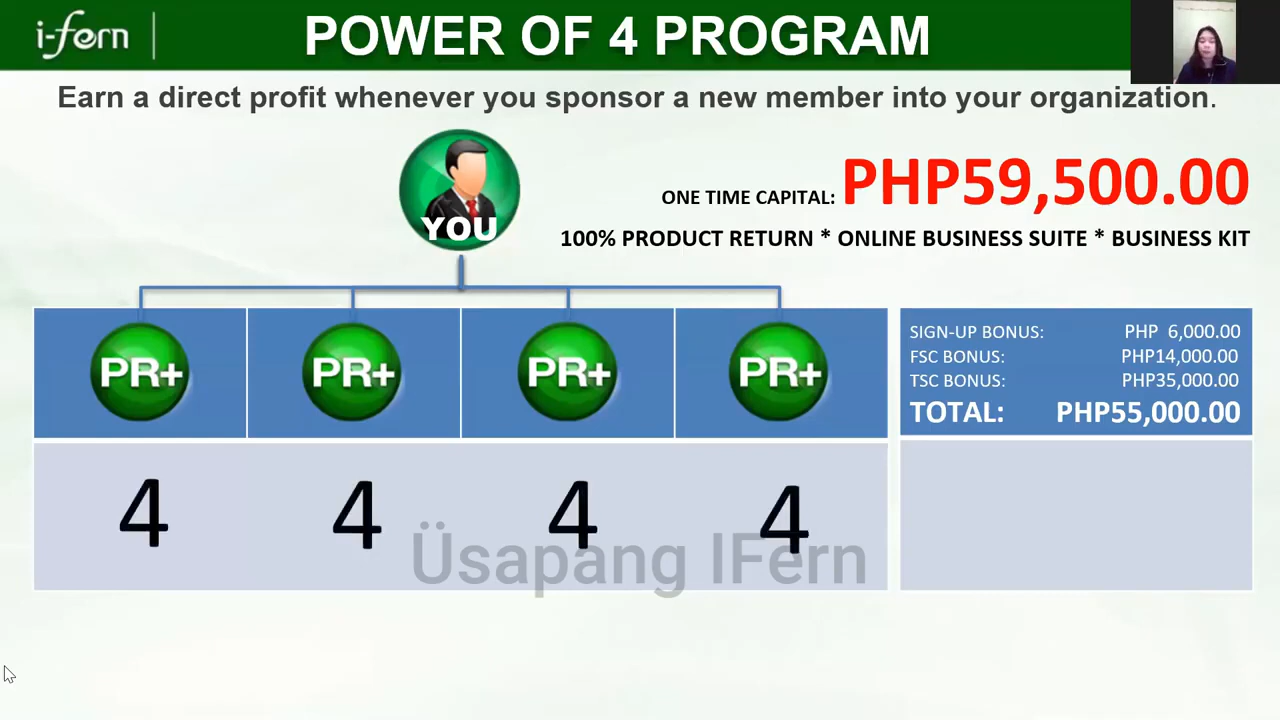 i-fern
POWER OF 4 PROGRAM
Earn a direct profit whenever you sponsor a new member into your organization.
YOU
ONE TIME CAPITAL: PHP59,500.00
100% PRODUCT RETURN * ONLINE BUSINESS SUITE * BUSINESS KIT
PR+ PR+ PR+ PR+
SIGN-UP BONUS: PHP 6,000.00
FSC BONUS: PHP14,000.00
TSC BONUS: PHP35,000.00
TOTAL: PHP55,000.00
4 4 4 4
Üsapang IFern